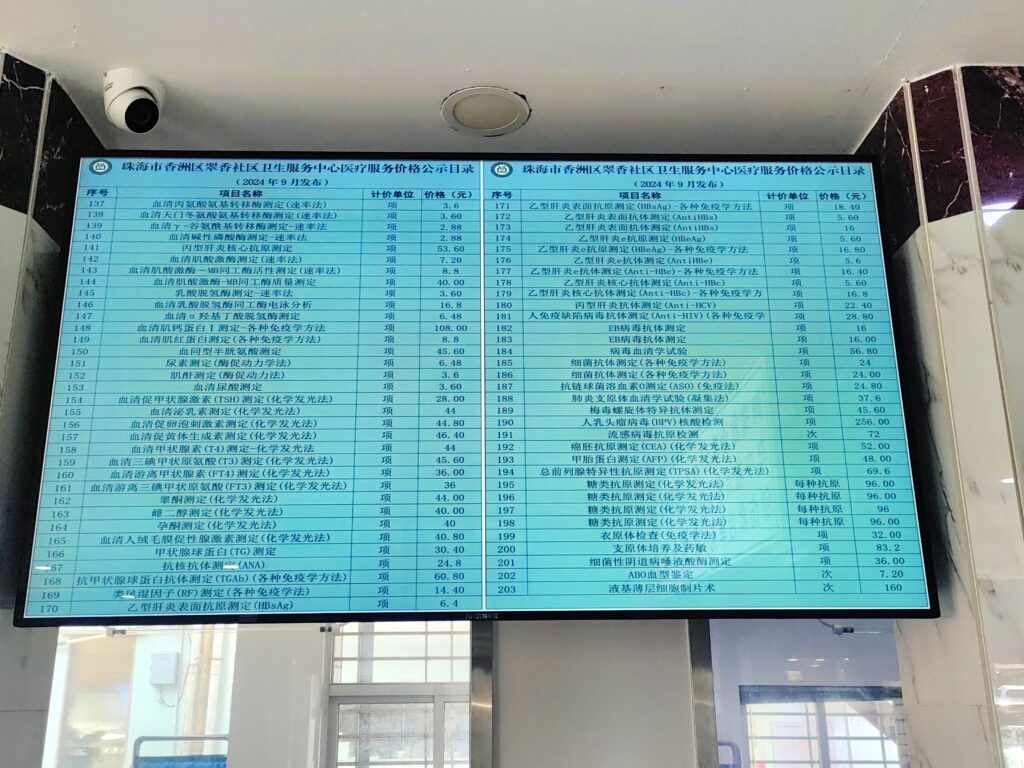 珠海市香洲区翠香社区卫生服务中心医疗服务价格公示目录
(2024年9月发布)
序号 项目名称 计价单位 价格(元)
137 血清丙氨酸氨基转移酶测定(速率法) 项 3.6
138 血清天门冬氨酸氨基转移酶测定(速率法) 项 3.60
139 血清γ-谷氨酰基转移酶测定-速率法 项 2.88
140 血清碱性磷酸酶测定-速率法 项 2.88
141 丙型肝炎核心抗原测定 项 53.60
142 血清肌酸激酶测定(速率法) 项 7.20
143 血清肌酸激酶-MB同工酶活性测定(速率法) 项 8.8
144 血清肌酸激酶-MB同工酶质量测定 项 40.00
145 乳酸脱氢酶测定-速率法 项 3.60
146 血清乳酸脱氢酶同工酶电泳分析 项 16.8
147 血清α羟基丁酸脱氢酶测定 项 6.48
148 血清肌钙蛋白Ⅰ测定-各种免疫学方法 项 108.00
149 血清肌红蛋白测定(各种免疫学方法) 项 8.8
150 血同型半胱氨酸测定 项 45.60
151 尿素测定(酶促动力学法) 项 6.48
152 肌酐测定(酶促动力法) 项 3.6
153 血清尿酸测定 项 3.60
154 血清促甲状腺激素(TSH)测定(化学发光法) 项 28.00
155 血清泌乳素测定(化学发光法) 项 44
156 血清促卵泡刺激素测定(化学发光法) 项 44.80
157 血清促黄体生成素测定(化学发光法) 项 46.40
158 血清甲状腺素(T4)测定-化学发光法 项 44
159 血清三碘甲状原氨酸(T3)测定(化学发光法) 项 45.60
160 血清游离甲状腺素(FT4)测定(化学发光法) 项 36.00
161 血清游离三碘甲状原氨酸(FT3)测定(化学发光法) 项 36
162 睾酮测定(化学发光法) 项 44.00
163 雌二醇测定(化学发光法) 项 40.00
164 孕酮测定(化学发光法) 项 40
165 血清人绒毛膜促性腺激素测定(化学发光法) 项 40.80
166 甲状腺球蛋白(TG)测定 项 30.40
67 抗核抗体测定(ANA) 项 24.8
168 抗甲状腺球蛋白抗体测定(TGAb)(各种免疫学方法) 项 60.80
169 类风湿因子(RF)测定(各种免疫学方法) 项 14.40
170 乙型肝炎表面抗原测定(HBsAg) 项 6.4
珠海市香洲区翠香社区卫生服务中心医疗服务价格公示目录
(2024年9月发布)
序号 项目名称 计价单位 价格(元)
171 乙型肝炎表面抗原测定(HBsAg)-各种免疫学方法 项 18.40
172 乙型肝炎表面抗体测定(AntiHBs) 项 5.60
173 乙型肝炎表面抗体测定(AntiHBs) 项 16
174 乙型肝炎e抗原测定(HBeAg) 项 5.60
175 乙型肝炎e抗原测定(HBeAg)-各种免疫学方法 项 16.80
176 乙型肝炎e抗体测定(AntiHBe) 项 5.6
177 乙型肝炎e抗体测定(Anti-HBe)-各种免疫学方法 项 16.40
178 乙型肝炎核心抗体测定(Anti-HBc) 项 5.60
179 乙型肝炎核心抗体测定(Anti-HBc)-各种免疫学方 项 16.8
180 丙型肝炎抗体测定(Anti-HCV) 项 22.40
181 人免疫缺陷病毒抗体测定(Anti-HIV)(各种免疫学 项 28.80
182 EB病毒抗体测定 项 16
183 EB病毒抗体测定 项 16.00
184 病毒血清学试验 项 56.80
185 细菌抗体测定(各种免疫学方法) 项 24
186 细菌抗体测定(各种免疫学方法) 项 24.00
187 抗链球菌溶血素O测定(ASO)(免疫法) 项 24.80
188 肺炎支原体血清学试验(凝集法) 项 37.6
189 梅毒螺旋体特异抗体测定 项 45.60
190 人乳头瘤病毒(HPV)核酸检测 项 256.00
191 流感病毒抗原检测 次 72
192 癌胚抗原测定(CEA)(化学发光法) 项 52.00
193 甲胎蛋白测定(AFP)(化学发光法) 项 48.00
194 总前列腺特异性抗原测定(TPSA)(化学发光法) 项 69.6
195 糖类抗原测定(化学发光法) 每种抗原 96.00
196 糖类抗原测定(化学发光法) 每种抗原 96.00
197 糖类抗原测定(化学发光法) 每种抗原 96
198 糖类抗原测定(化学发光法) 每种抗原 96.00
199 衣原体检查(免疫学法) 项 32.00
200 支原体培养及药敏 项 83.2
201 细菌性阴道病唾液酸酶测定 项 36.00
202 ABO血型鉴定 次 7.20
203 液基薄层细胞制片术 次 160